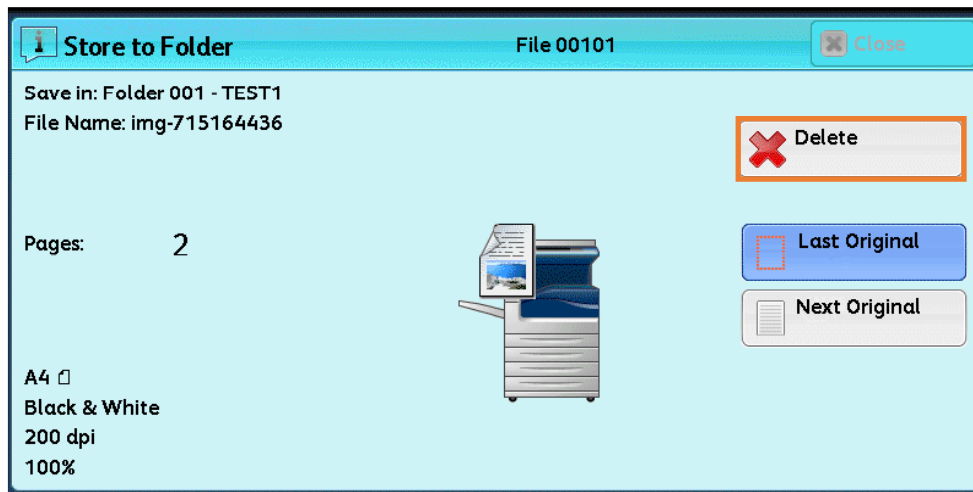 Store to Folder
File 00101
Close
Save in: Folder 001 - TEST1
File Name: img-715164436
Delete
Pages: 2
Last Original
Next Original
A4
Black & White
200 dpi
100%